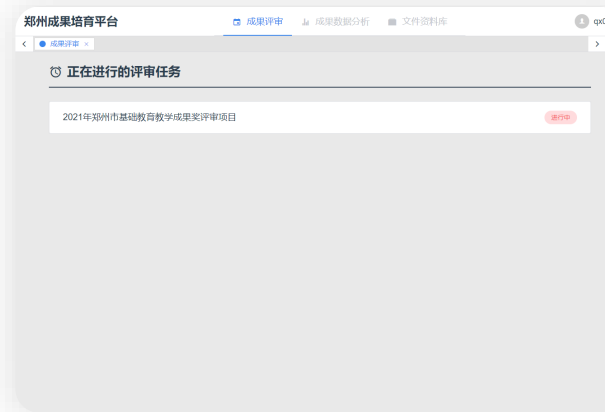 郑州成果培育平台
成果评审 成果数据分析 文件资料库
qx0
成果评审 ×
正在进行的评审任务
2021年郑州市基础教育教学成果奖评审项目 进行中